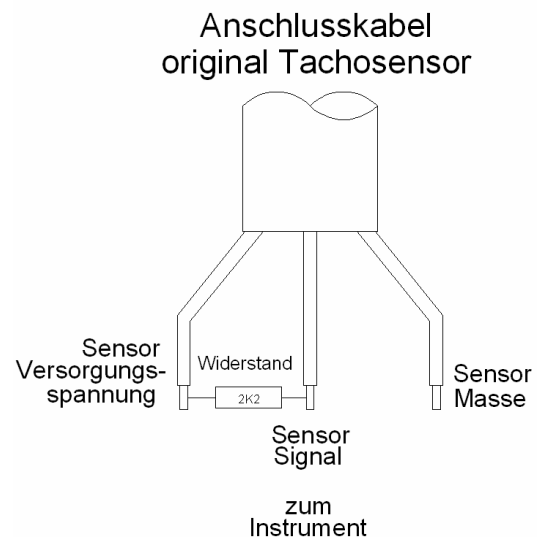 Anschlusskabel
original Tachosensor
Sensor
Versorgungs-
spannung
Widerstand
2K2
Sensor
Signal
Sensor
Masse
zum
Instrument